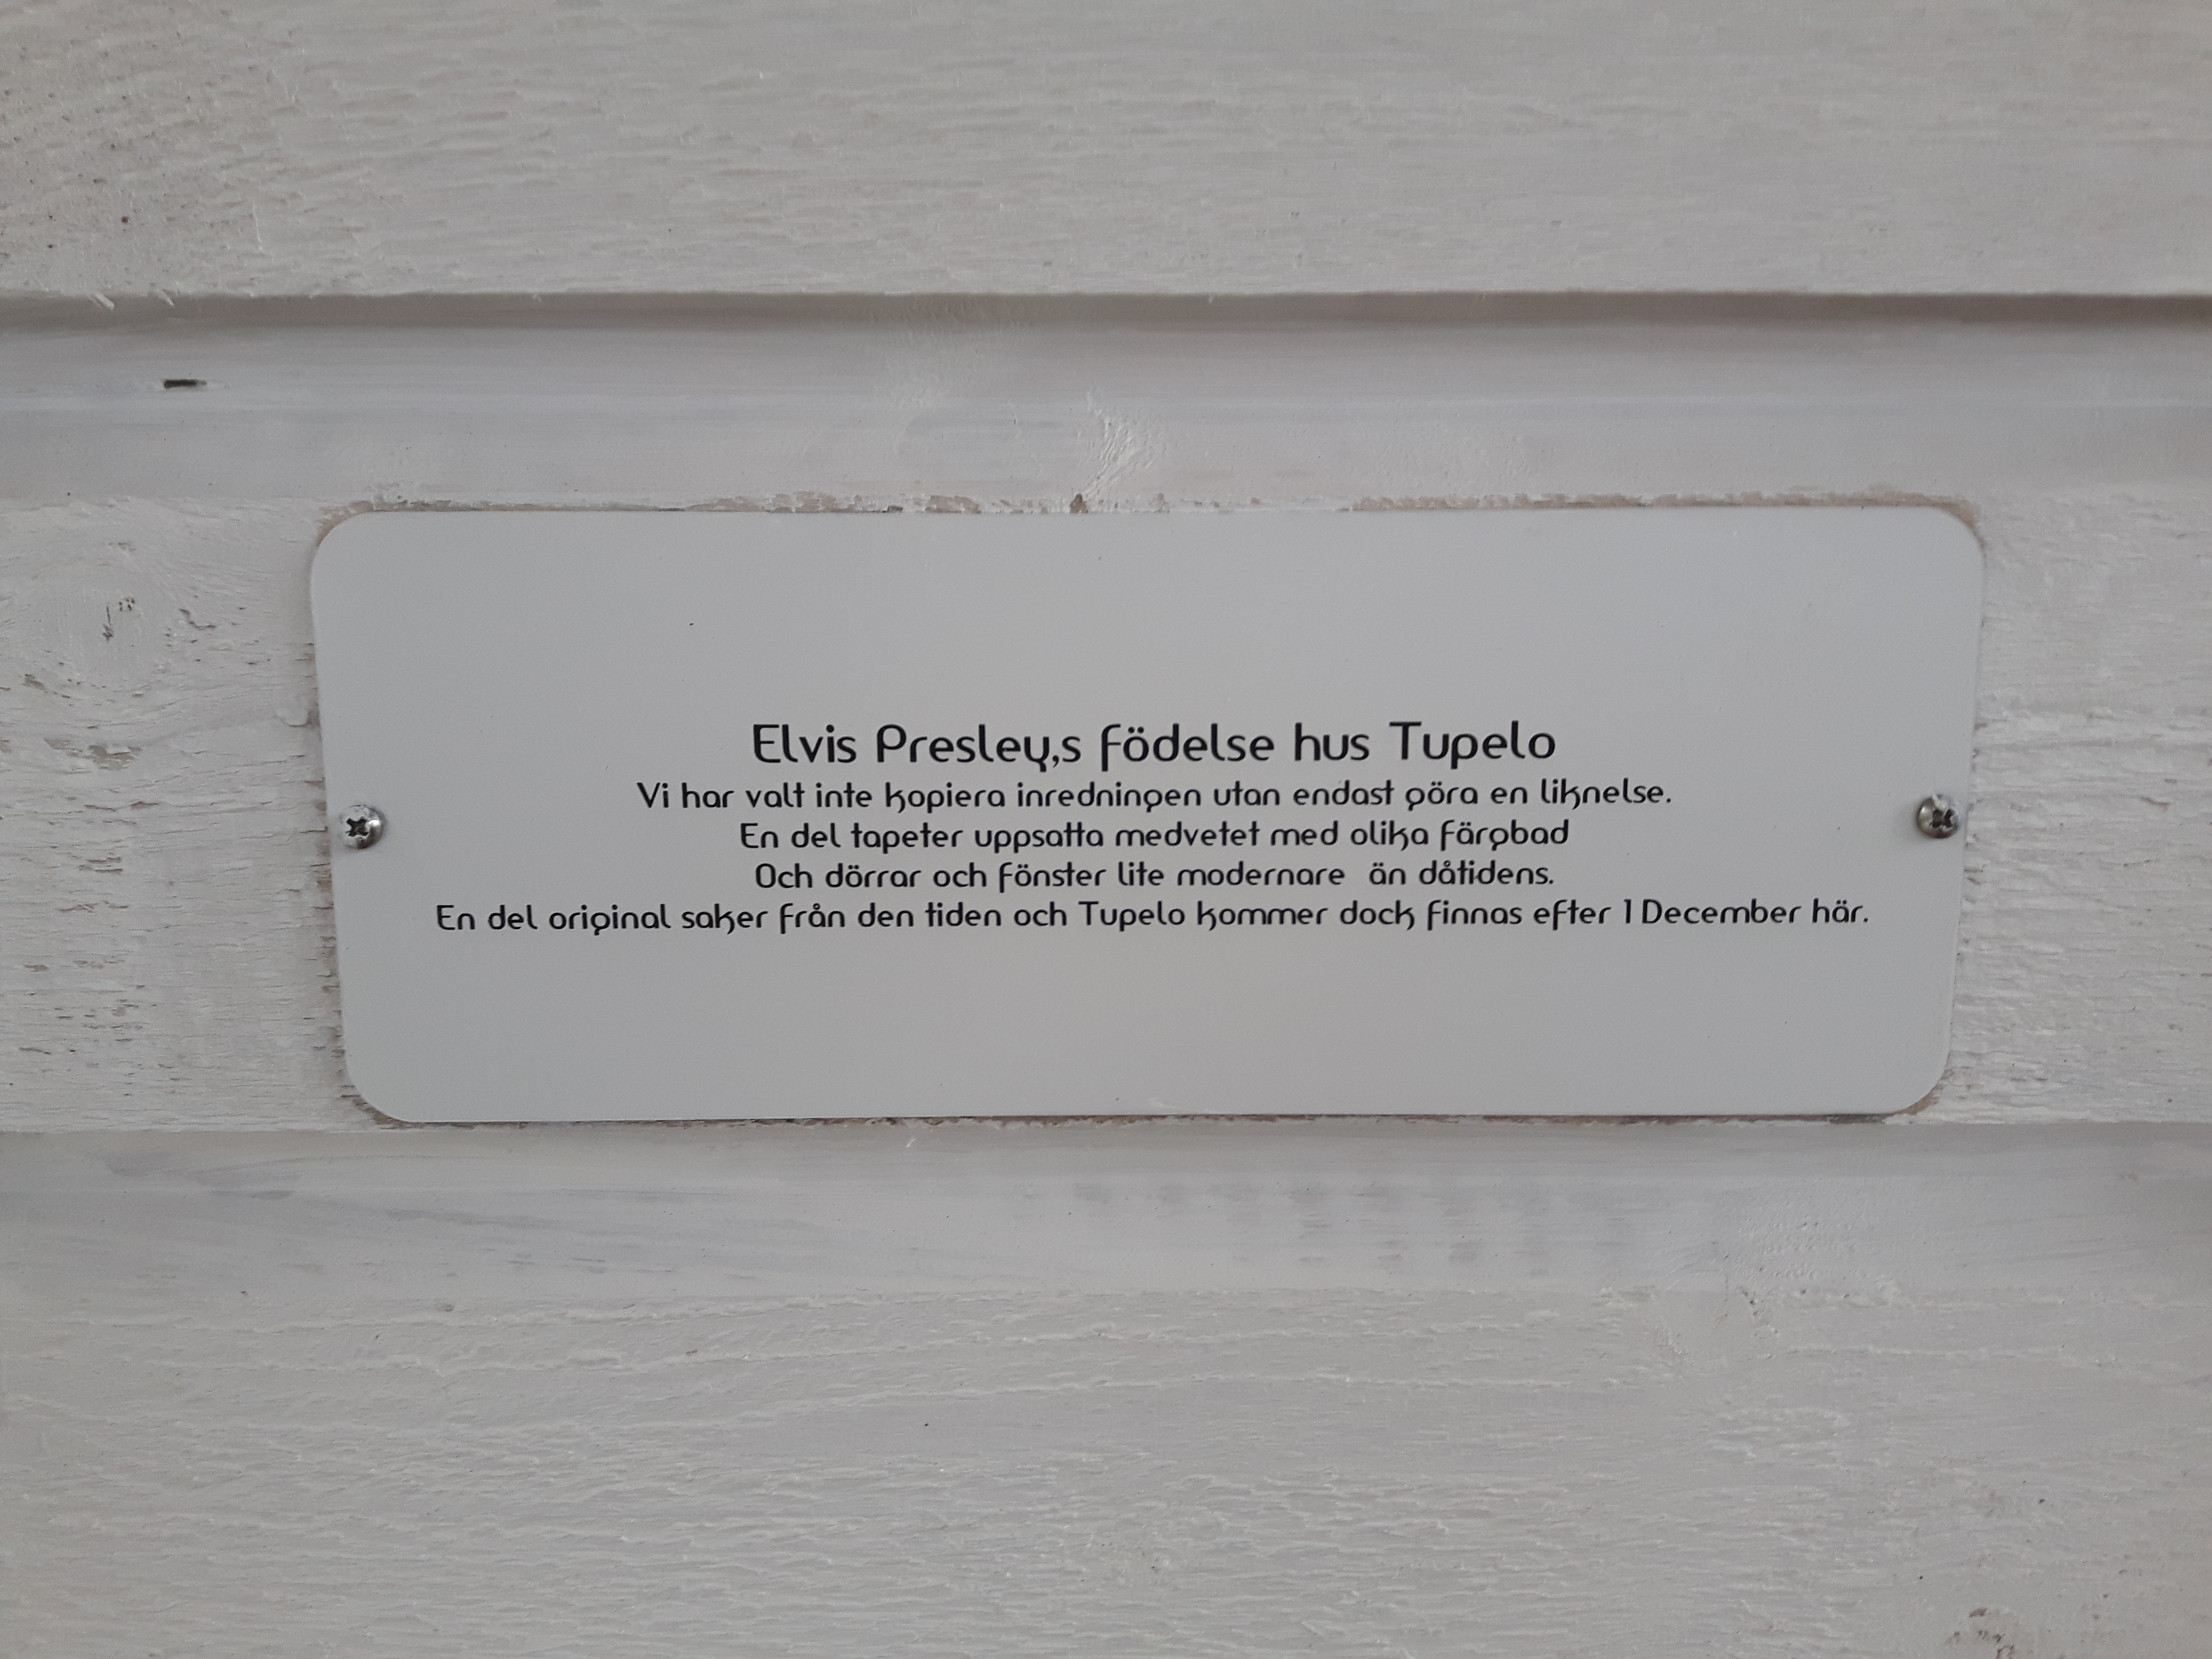 Elvis Presley,s födelse hus Tupelo
Vi har valt inte kopiera inredningen utan endast göra en liknelse.
En del tapeter uppsatta medvetet med olika färgbad
Och dörrar och fönster lite modernare än dåtidens.
En del original saker från den tiden och Tupelo kommer dock finnas efter 1 December här.